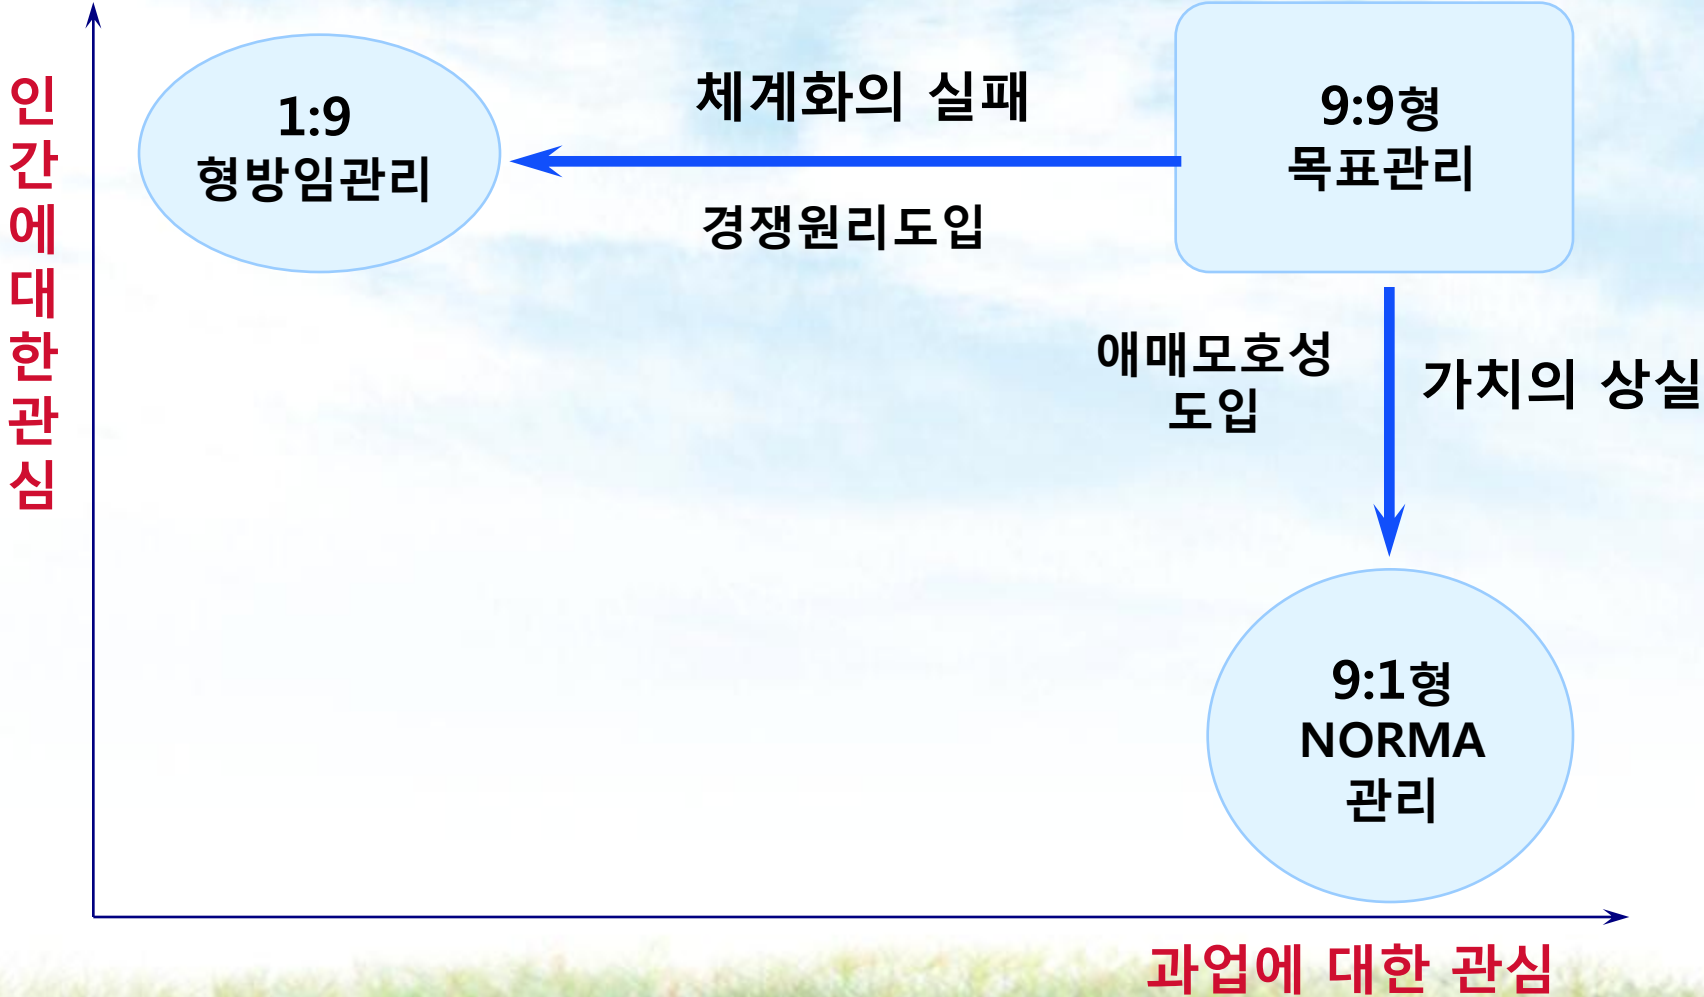 인간에대한관심
1:9
형방임관리
체계화의 실패
경쟁원리도입
9:9형
목표관리
애매모호성
도입
가치의 상실
9:1형
NORMA
관리
과업에 대한 관심